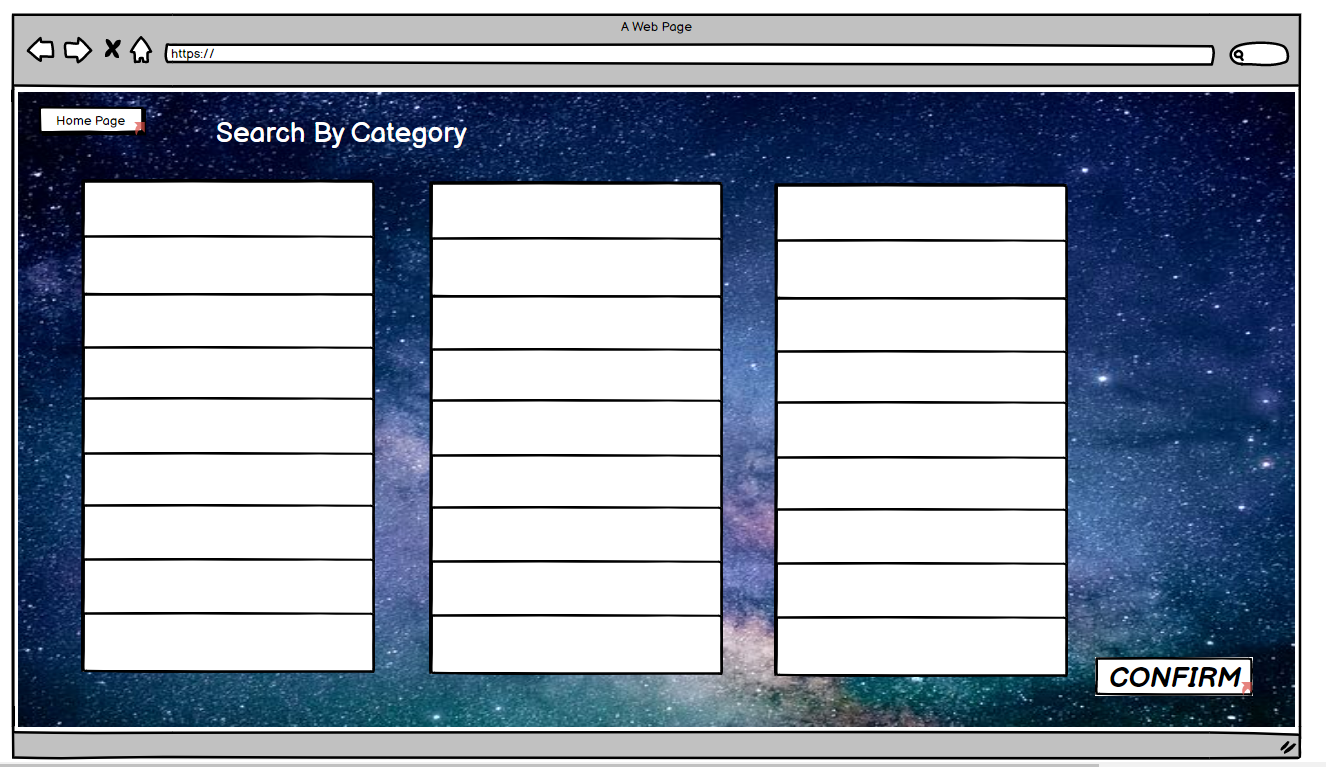 A Web Page
https://
Home Page
Search By Category
CONFIRM